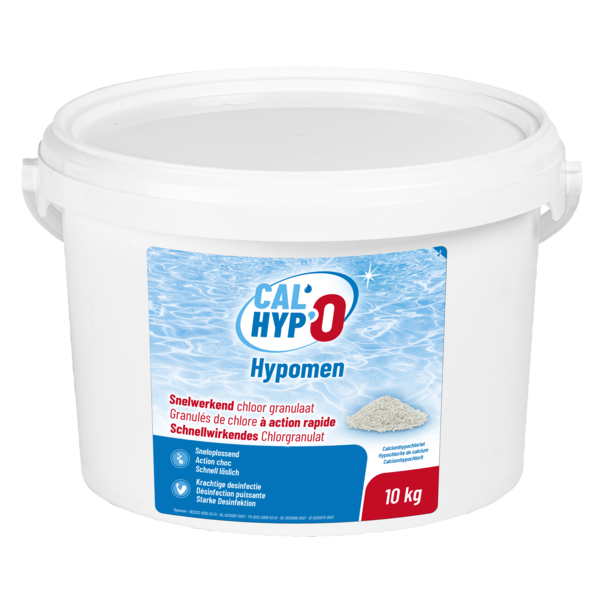 CAL'
HYP'O
Hypomen
Snelwerkend chloor granulaat
Granulés de chlore à action rapide
Schnellwirkendes Chlorgranulat
Calciumhypochloriet
Hypochlorite de calcium
Calciumhypochlorit
Sneloplossend
Action choc
Schnell löslich
Krachtige desinfectie
Désinfection puissante
Starke Desinfektion
10 kg
Hypomen